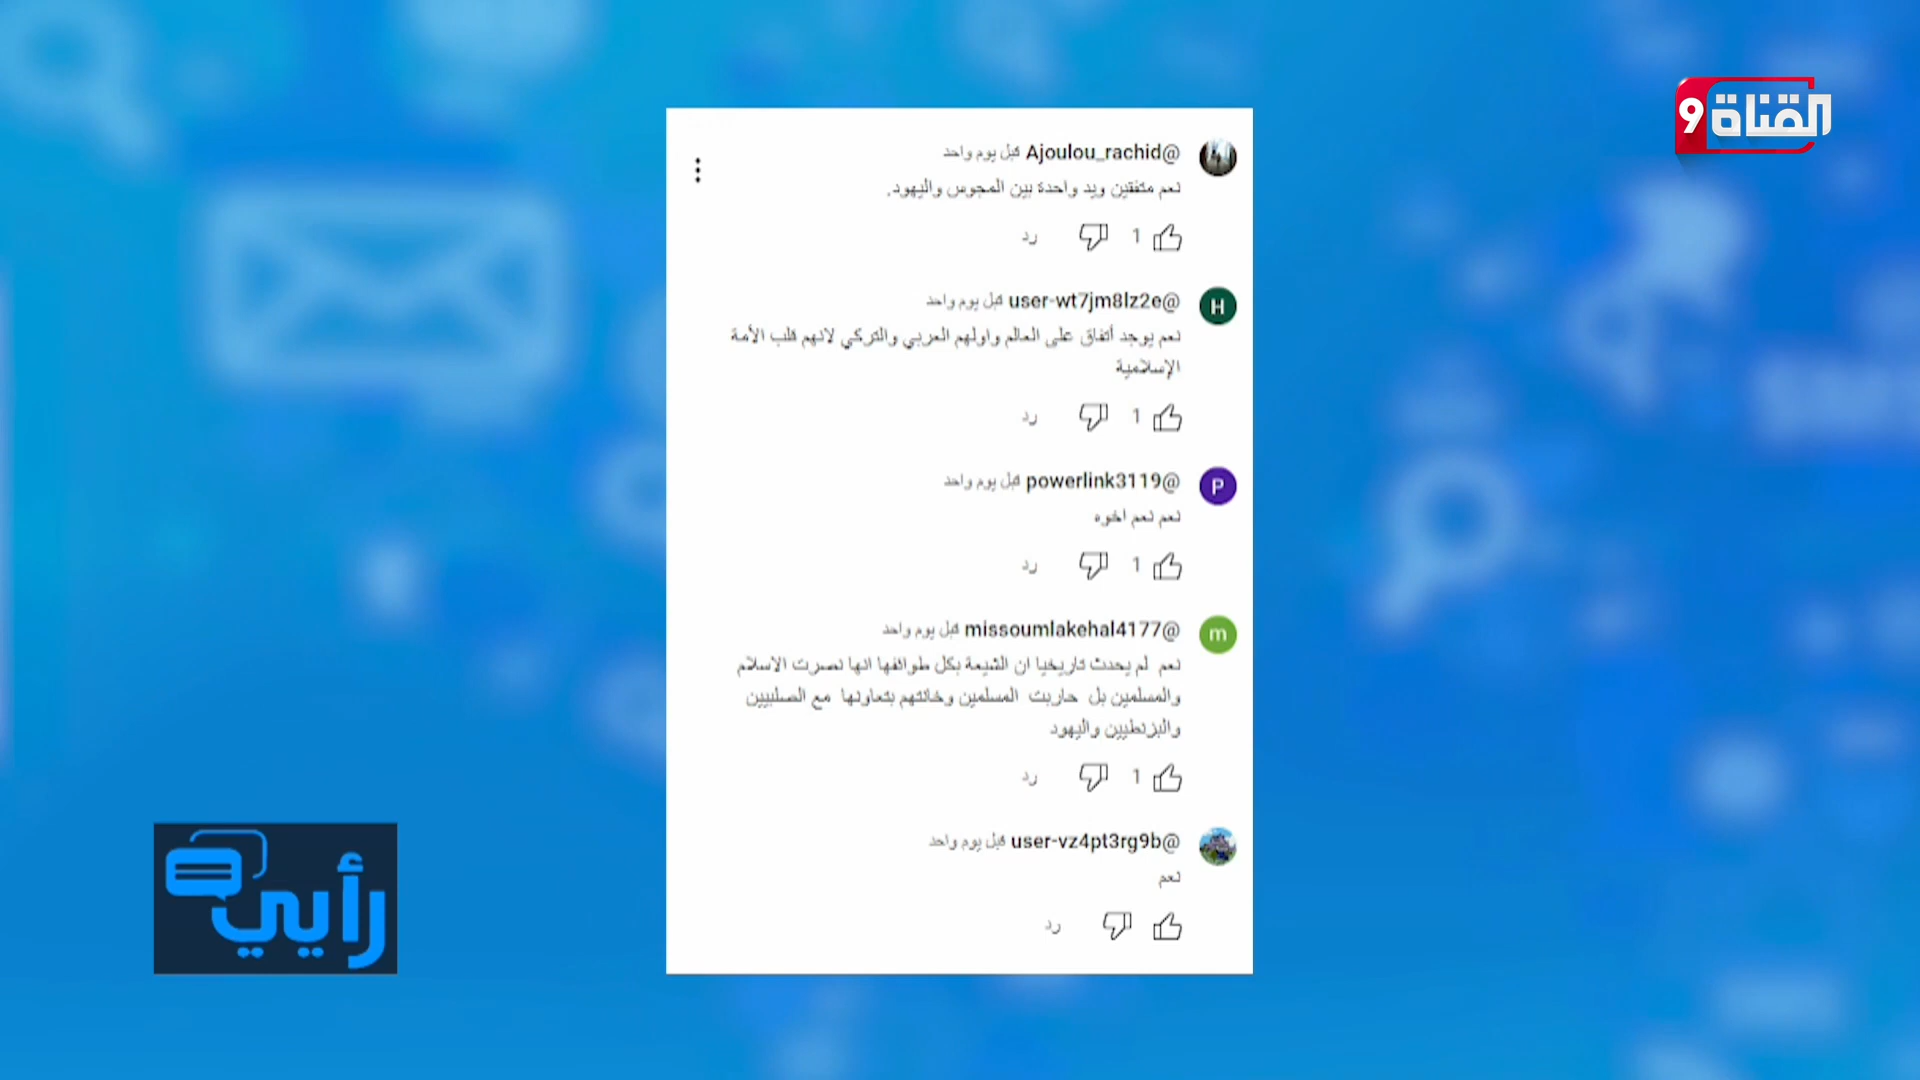 القناة 9
@Ajoulou_rachid قبل يوم واحد
نعم متفقين ويد واحدة بين المجوس واليهود.
1 رد
H
@user-wt7jm8lz2e قبل يوم واحد
نعم يوجد أتفاق على العالم واولهم العربي والتركي لانهم قلب الأمة
الإسلامية
1 رد
P
@powerlink3119 قبل يوم واحد
نعم نعم اخوه
1 رد
m
@missoumlakehal4177 قبل يوم واحد
نعم لم يحدث تاريخيا ان الشيعة بكل طوائفها انها نصرت الاسلام
والمسلمين بل حاربت المسلمين وخانتهم بتعاونها مع الصلبيين
والبزنطيين واليهود
1 رد
@user-vz4pt3rg9b قبل يوم واحد
نعم
رد
رأيي